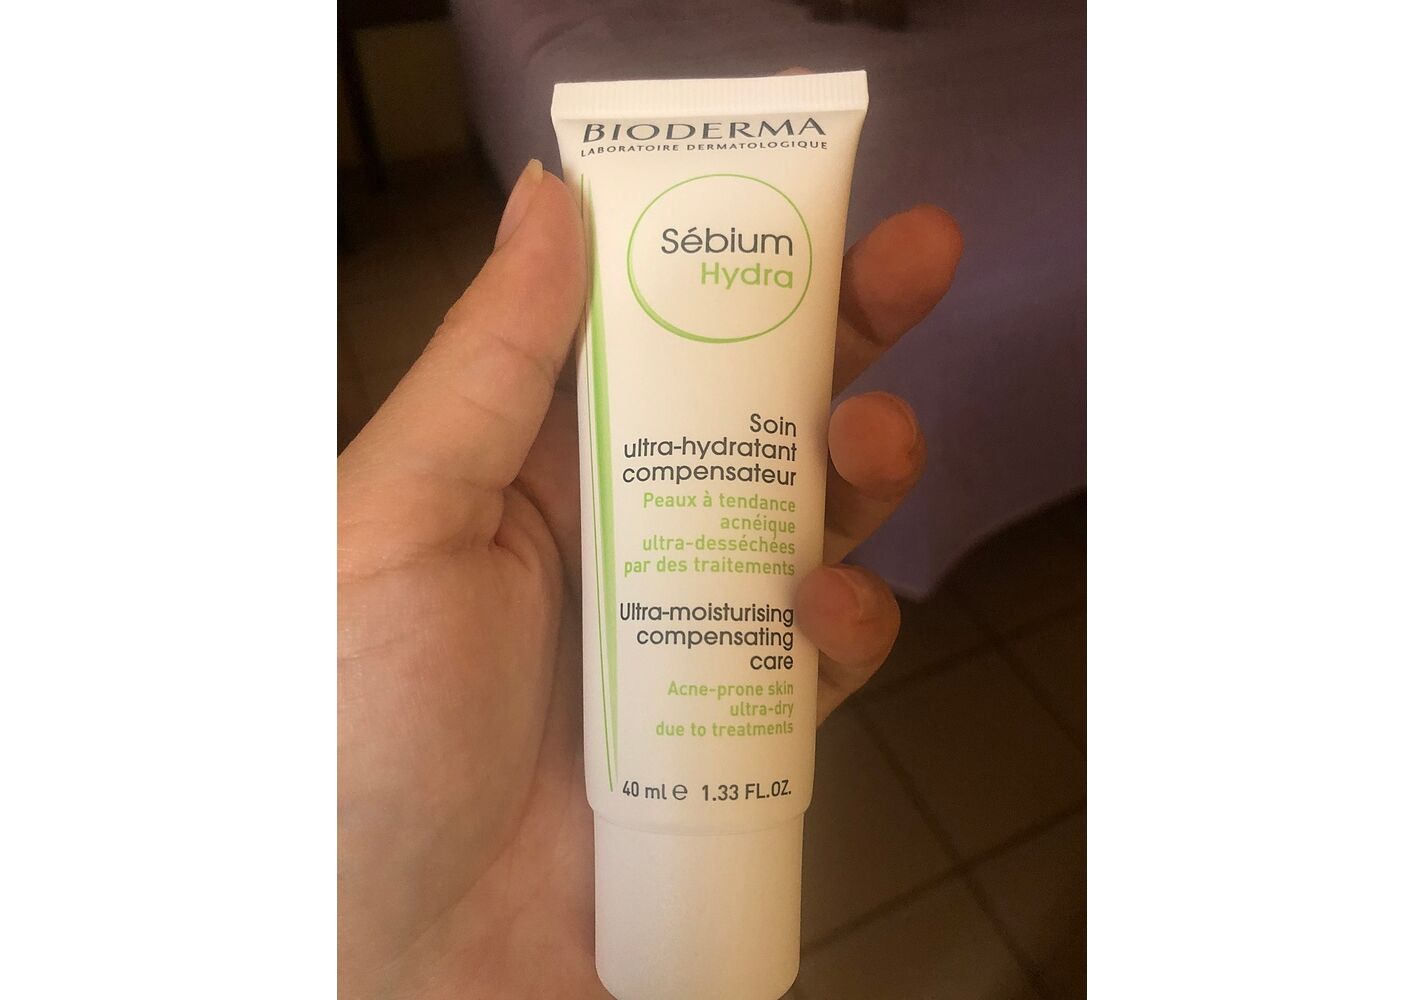 BIODERMA
LABORATOIRE DERMATOLOGIQUE
Sébium
Hydra
Soin
ultra-hydratant
compensateur
Peaux à tendance
acnéique
ultra-desséchées
par des traitements
Ultra-moisturising
compensating
care
Acne-prone skin
ultra-dry
due to treatments
40 ml e 1.33 FL.OZ.